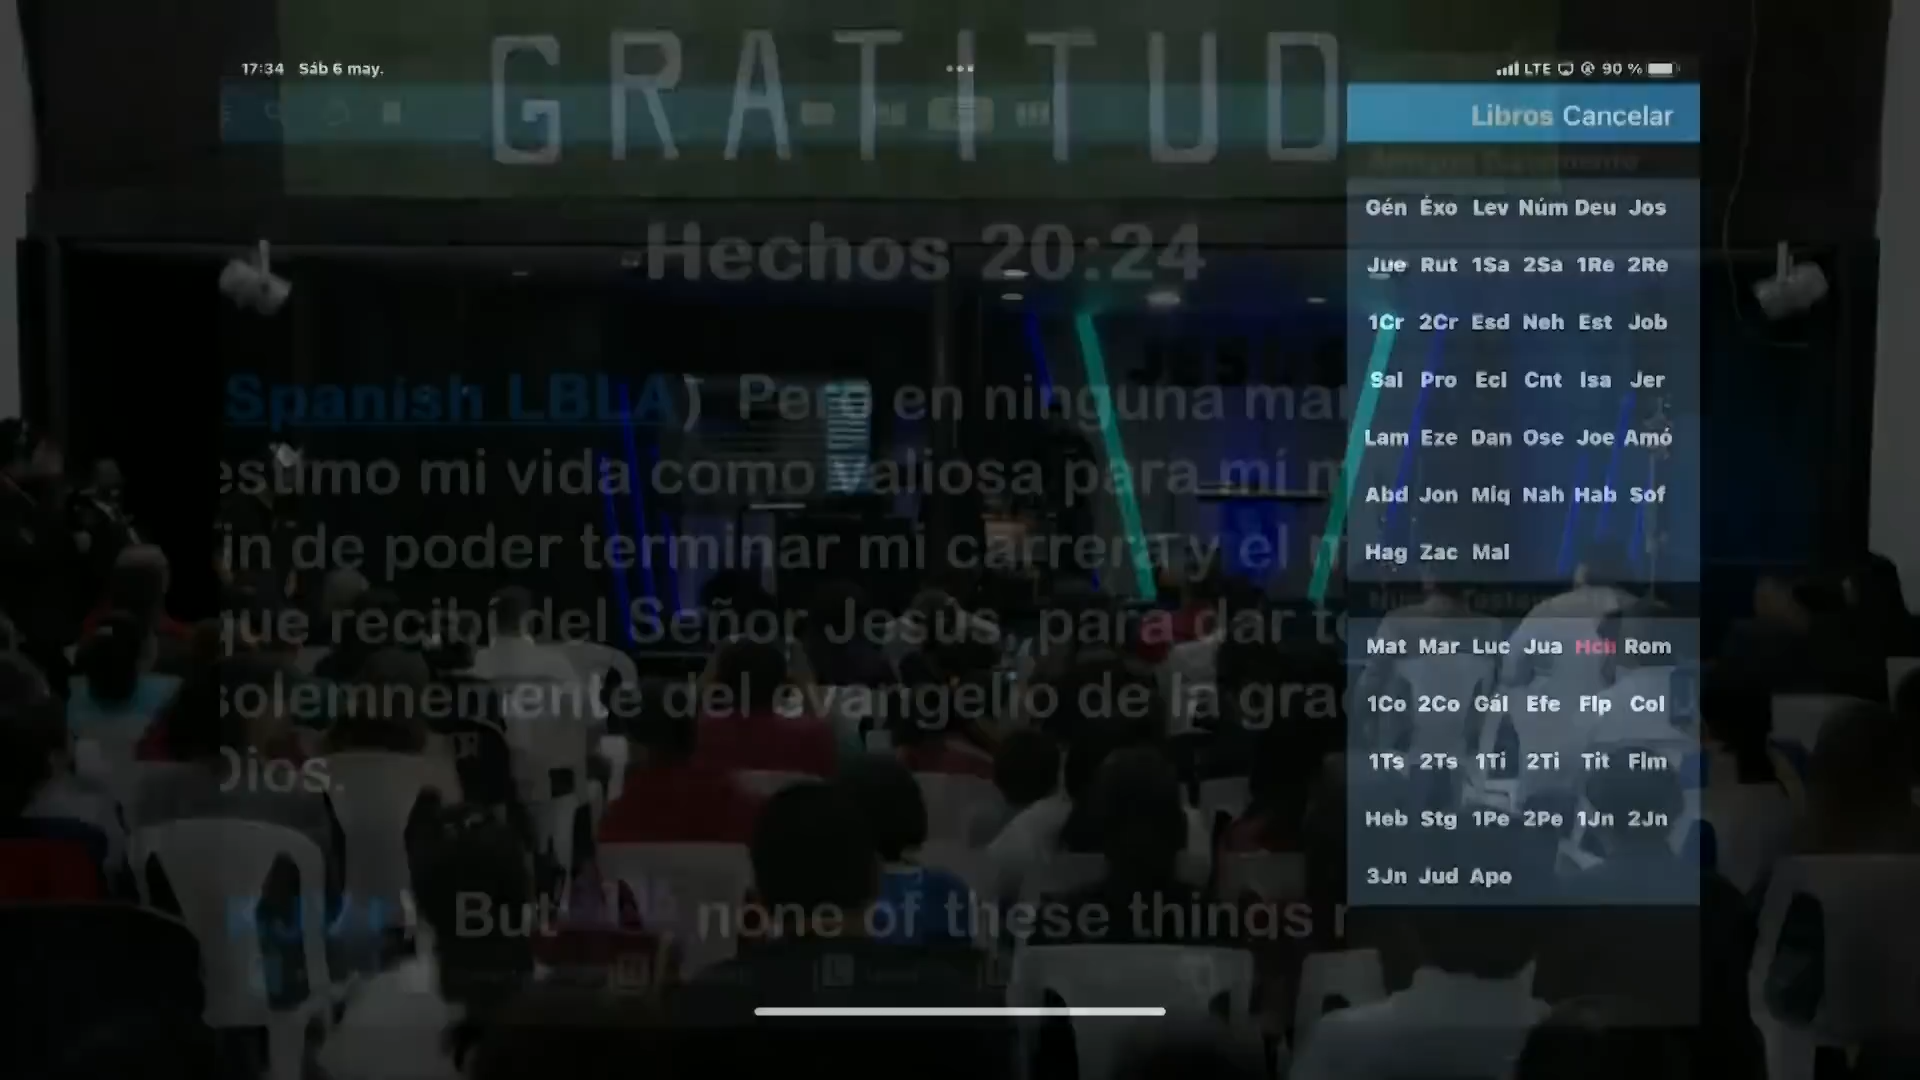 GRATITUD
17:34 Sáb 6 may.
LTE 90 %
Libros Cancelar
Gén Éxo Lev Núm Deu Jos
Jue Rut 1Sa 2Sa 1Re 2Re
1Cr 2Cr Esd Neh Est Job
Sal Pro Ecl Cnt Isa Jer
Lam Eze Dan Ose Joe Amó
Abd Jon Miq Nah Hab Sof
Hag Zac Mal
Mat Mar Luc Jua Hch Rom
1Co 2Co Gál Efe Flp Col
1Ts 2Ts 1Ti 2Ti Tit Flm
Heb Stg 1Pe 2Pe 1Jn 2Jn
3Jn Jud Apo
Hechos 20:24
Spanish LBLA) Pero en ninguna
estimo mi vida como valiosa para mí
de poder terminar mi carrera y el
que recibí del Señor Jesús, para dar
solemnemente del evangelio de la
Dios.
But none of these things